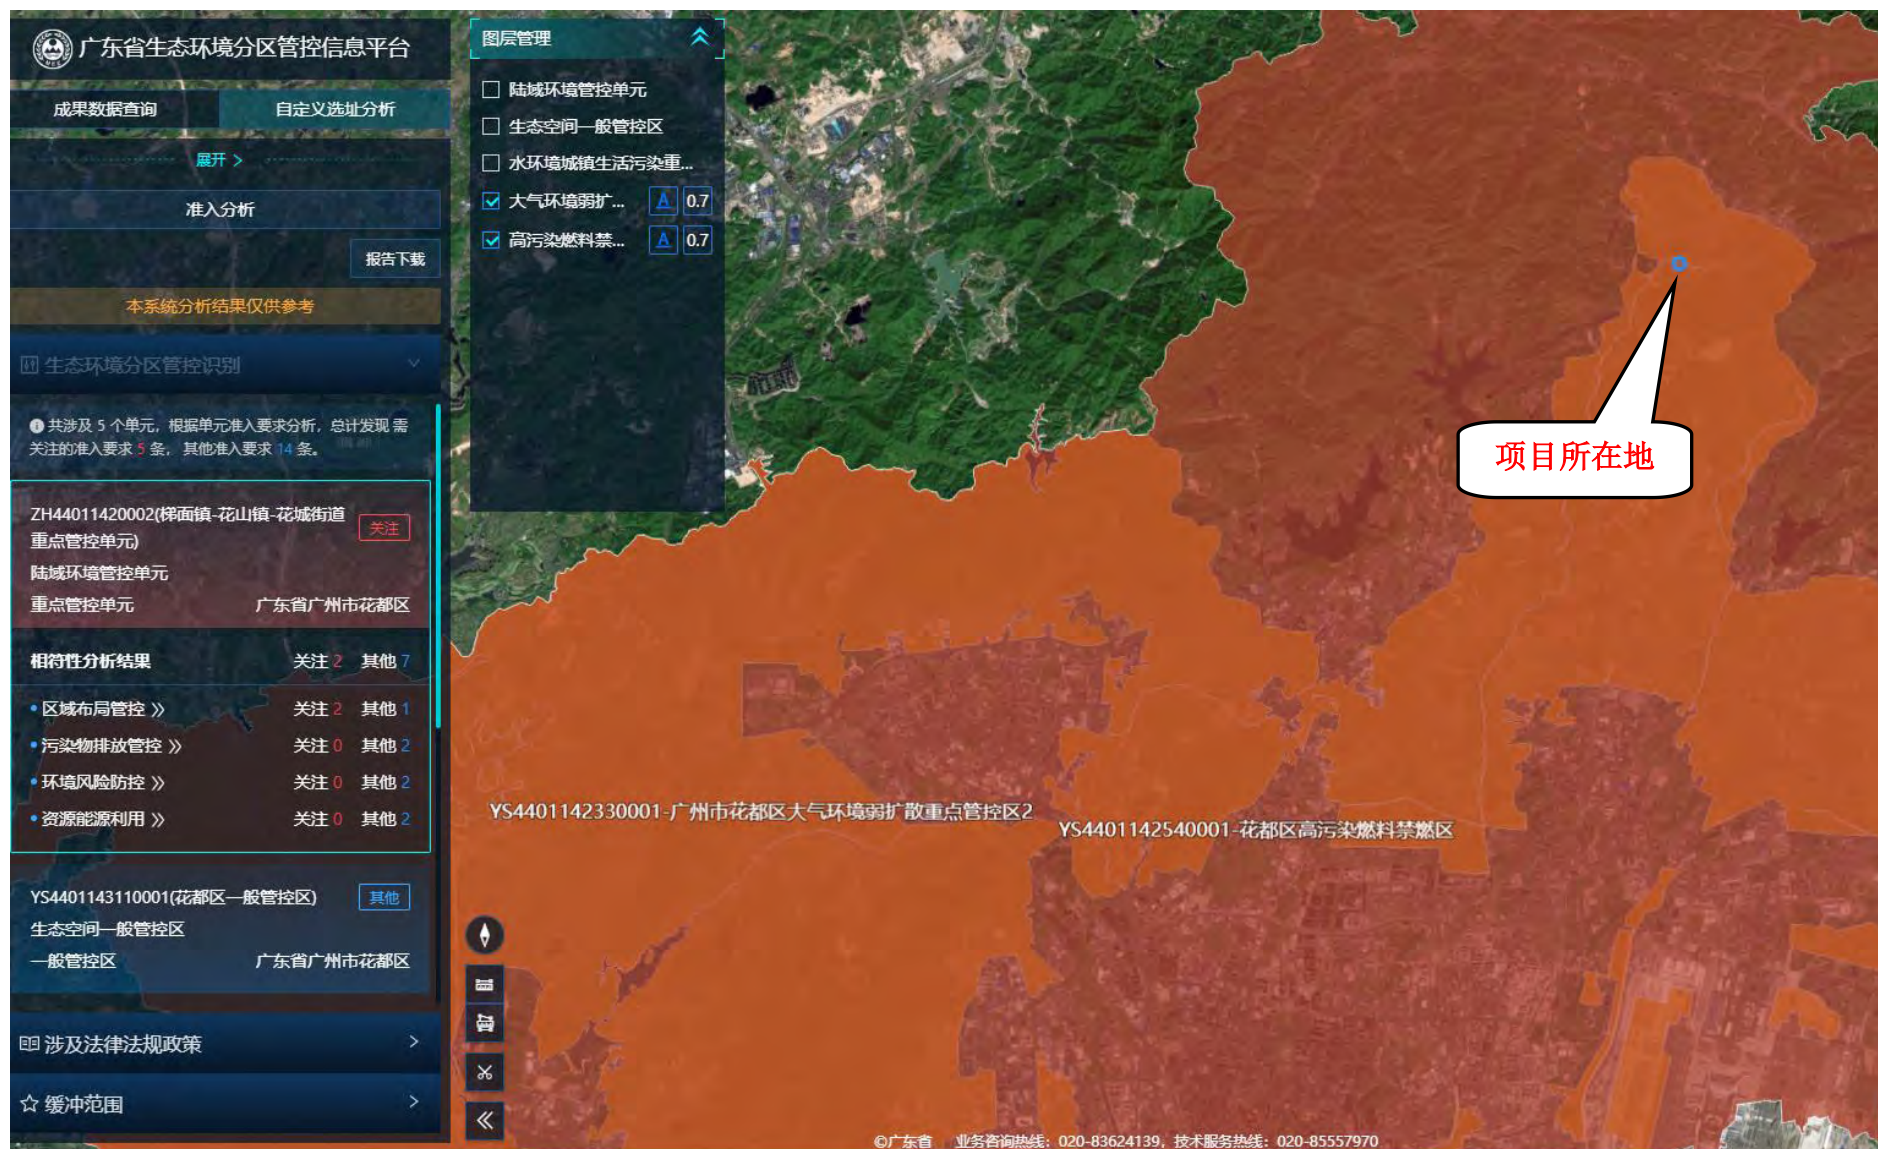 广东省生态环境分区管控信息平台
成果数据查询
自定义选址分析
展开 >
准入分析
报告下载
本系统分析结果仅供参考
生态环境分区管控识别
共涉及 5 个单元，根据单元准入要求分析，总计发现 需
关注的准入要求 5 条， 其他准入要求 14 条。
ZH44011420002(梯面镇-花山镇-花城街道
重点管控单元)
关注
陆域环境管控单元
重点管控单元 广东省广州市花都区
相符性分析结果 关注 2 其他 7
区域布局管控 关注 2 其他 1
污染物排放管控 关注 0 其他 2
环境风险防控 关注 0 其他 2
资源能源利用 关注 0 其他 2
YS4401143110001(花都区一般管控区)
其他
生态空间一般管控区
一般管控区 广东省广州市花都区
涉及法律法规政策
缓冲范围
图层管理
陆域环境管控单元
生态空间一般管控区
水环境城镇生活污染重...
大气环境弱扩... A 0.7
高污染燃料禁... A 0.7
项目所在地
YS4401142330001-广州市花都区大气环境弱扩散重点管控区2
YS4401142540001-花都区高污染燃料禁燃区
©广东省 业务咨询热线：020-83624139，技术服务热线：020-85557970